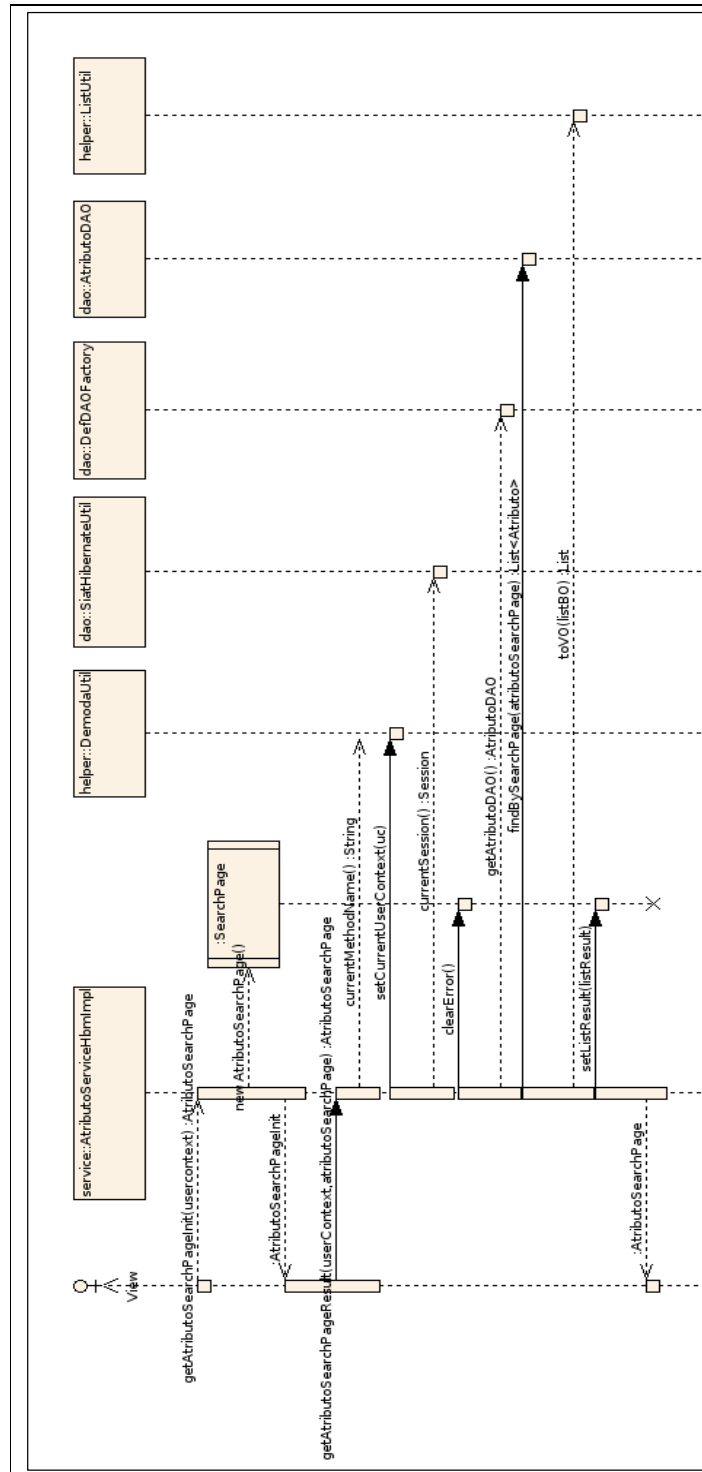 View
service::AtributoServiceHbmImpl
:SearchPage
helper::DemodaUtil
dao::SiatHibernateUtil
dao::DefDAOFactory
dao::AtributoDAO
helper::ListUtil
getAtributoSearchPageInit(usercontext) :AtributoSearchPage
new AtributoSearchPage()
:AtributoSearchPageInit
getAtributoSearchPageResult(userContext,atributoSearchPage) :AtributoSearchPage
currentMethodName() :String
setCurrentUserContext(uc)
currentSession() :Session
clearError()
getAtributoDAO() :AtributoDAO
findBySearchPage(atributoSearchPage) :List<Atributo>
toVO(listBO) :List
setListResult(listResult)
:AtributoSearchPage